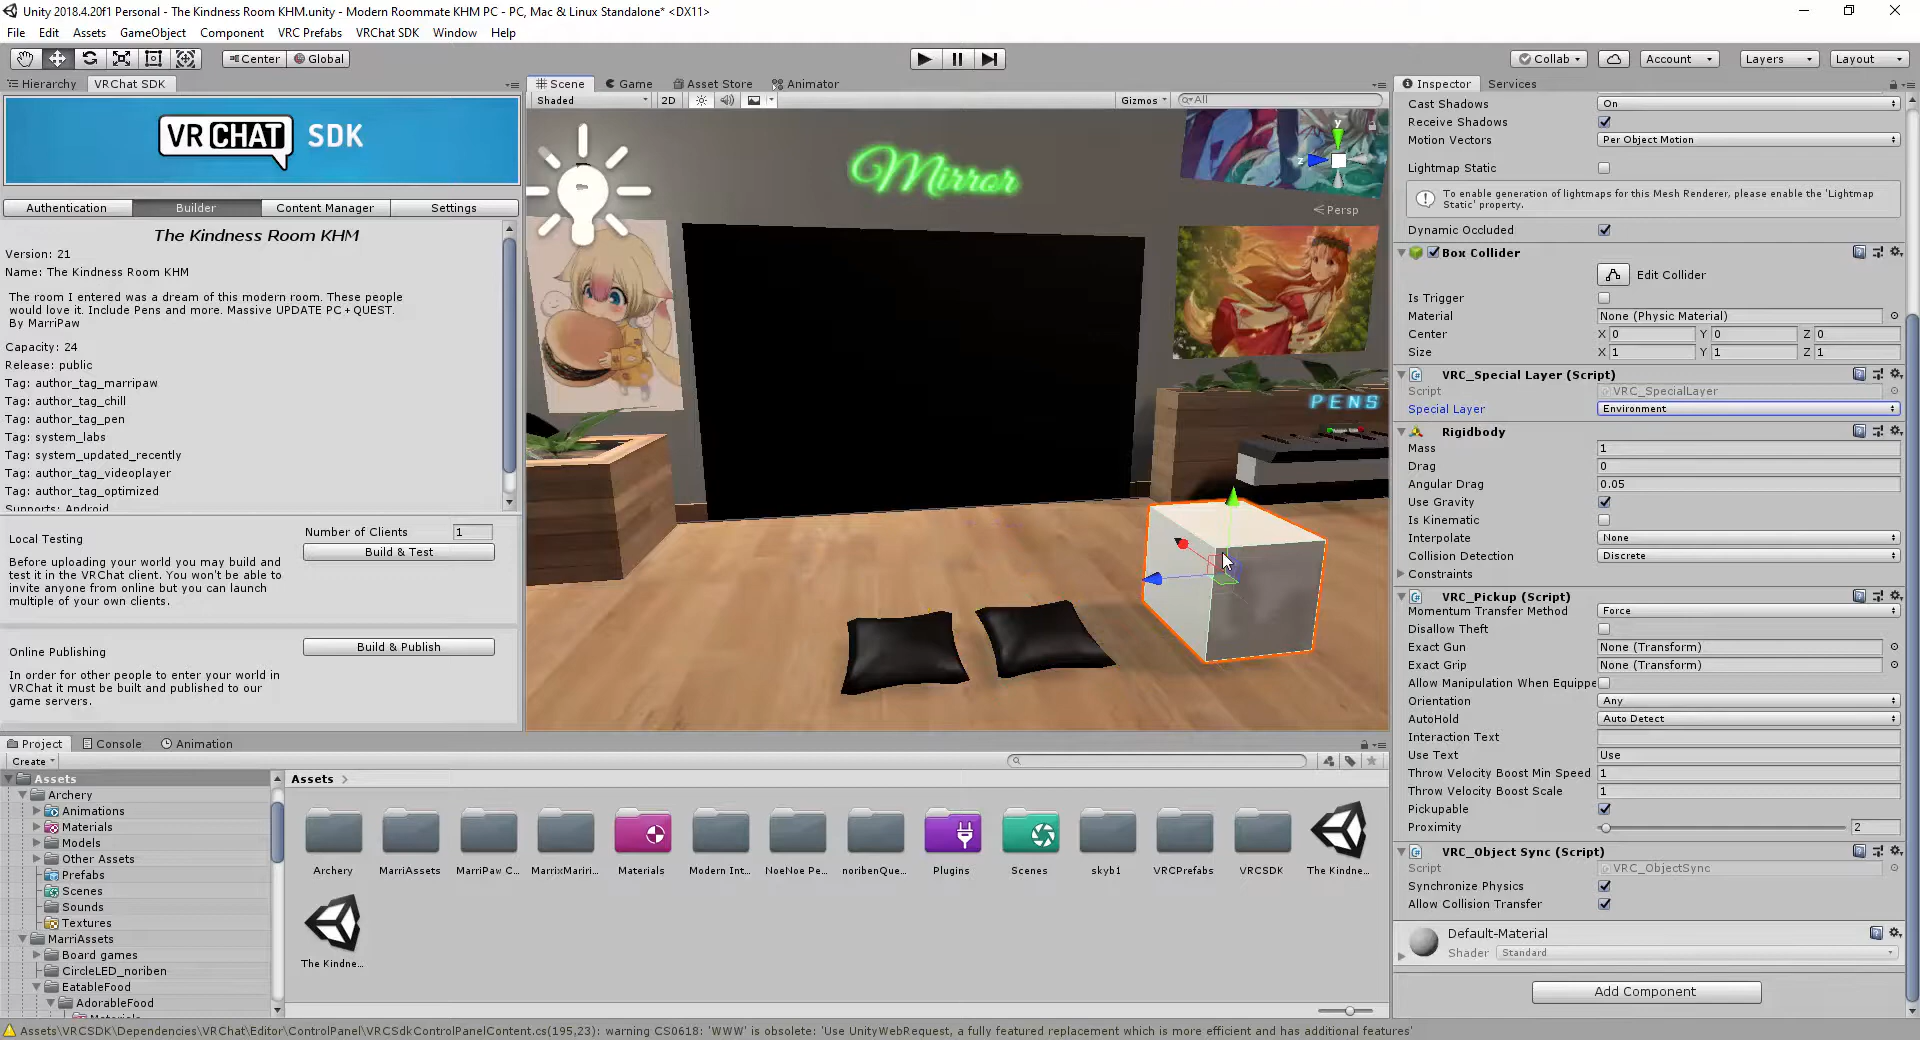 Unity 2018.4.20f1 Personal - The Kindness Room KHM.unity - Modern Roommate KHM PC - PC, Mac & Linux Standalone* <DX11>
File Edit Assets GameObject Component VRC Prefabs VRChat SDK Window Help
Center Global Collab Account Layers Layout
Hierarchy VRChat SDK
VRCHAT SDK
Authentication Builder Content Manager Settings
The Kindness Room KHM
Version: 21
Name: The Kindness Room KHM
The room I entered was a dream of this modern room. These people
would love it. Include Pens and more. Massive UPDATE PC + QUEST.
By MarriPaw
Capacity: 24
Release: public
Tag: author_tag_marripaw
Tag: author_tag_chill
Tag: author_tag_pen
Tag: system_labs
Tag: system_updated_recently
Tag: author_tag_videoplayer
Tag: author_tag_optimized
Supports: Android
Local Testing
Number of Clients 1
Build & Test
Before uploading your world you may build and
test it in the VRChat client. You won't be able to
invite anyone from online but you can launch
multiple of your own clients.
Online Publishing
Build & Publish
In order for other people to enter your world in
VRChat it must be built and published to our
game servers.
Scene Game Asset Store Animator
Shaded 2D Gizmos All
Mirror
y
z
Persp
PENS
Inspector Services
Cast Shadows On
Receive Shadows
Motion Vectors Per Object Motion
Lightmap Static
To enable generation of lightmaps for this Mesh Renderer, please enable the 'Lightmap
Static' property.
Dynamic Occluded
Box Collider
Edit Collider
Is Trigger
Material None (Physic Material)
Center X 0 Y 0 Z 0
Size X 1 Y 1 Z 1
VRC_Special Layer (Script)
Script VRC_SpecialLayer
Special Layer Environment
Rigidbody
Mass 1
Drag 0
Angular Drag 0.05
Use Gravity
Is Kinematic
Interpolate None
Collision Detection Discrete
Constraints
VRC_Pickup (Script)
Momentum Transfer Method Force
Disallow Theft
Exact Gun None (Transform)
Exact Grip None (Transform)
Allow Manipulation When Equippe
Orientation Any
AutoHold Auto Detect
Interaction Text
Use Text Use
Throw Velocity Boost Min Speed 1
Throw Velocity Boost Scale 1
Pickupable
Proximity 2
VRC_Object Sync (Script)
Script VRC_ObjectSync
Synchronize Physics
Allow Collision Transfer
Default-Material
Shader Standard
Add Component
Project Console Animation
Create
Assets
Archery
Animations
Materials
Models
Other Assets
Prefabs
Scenes
Sounds
Textures
MarriAssets
Board games
CircleLED_noriben
EatableFood
AdorableFood
Materials
Assets
Archery MarriAssets MarriPaw C... MarrixMariri... Materials Modern Int... NoeNoe Pe... noribenQue... Plugins Scenes skyb1 VRCPrefabs VRCSDK The Kindne...
The Kindne...
Assets\VRCSDK\Dependencies\VRChat\Editor\ControlPanel\VRCSdkControlPanelContent.cs(195,23): warning CS0618: 'WWW' is obsolete: 'Use UnityWebRequest, a fully featured replacement which is more efficient and has additional features'